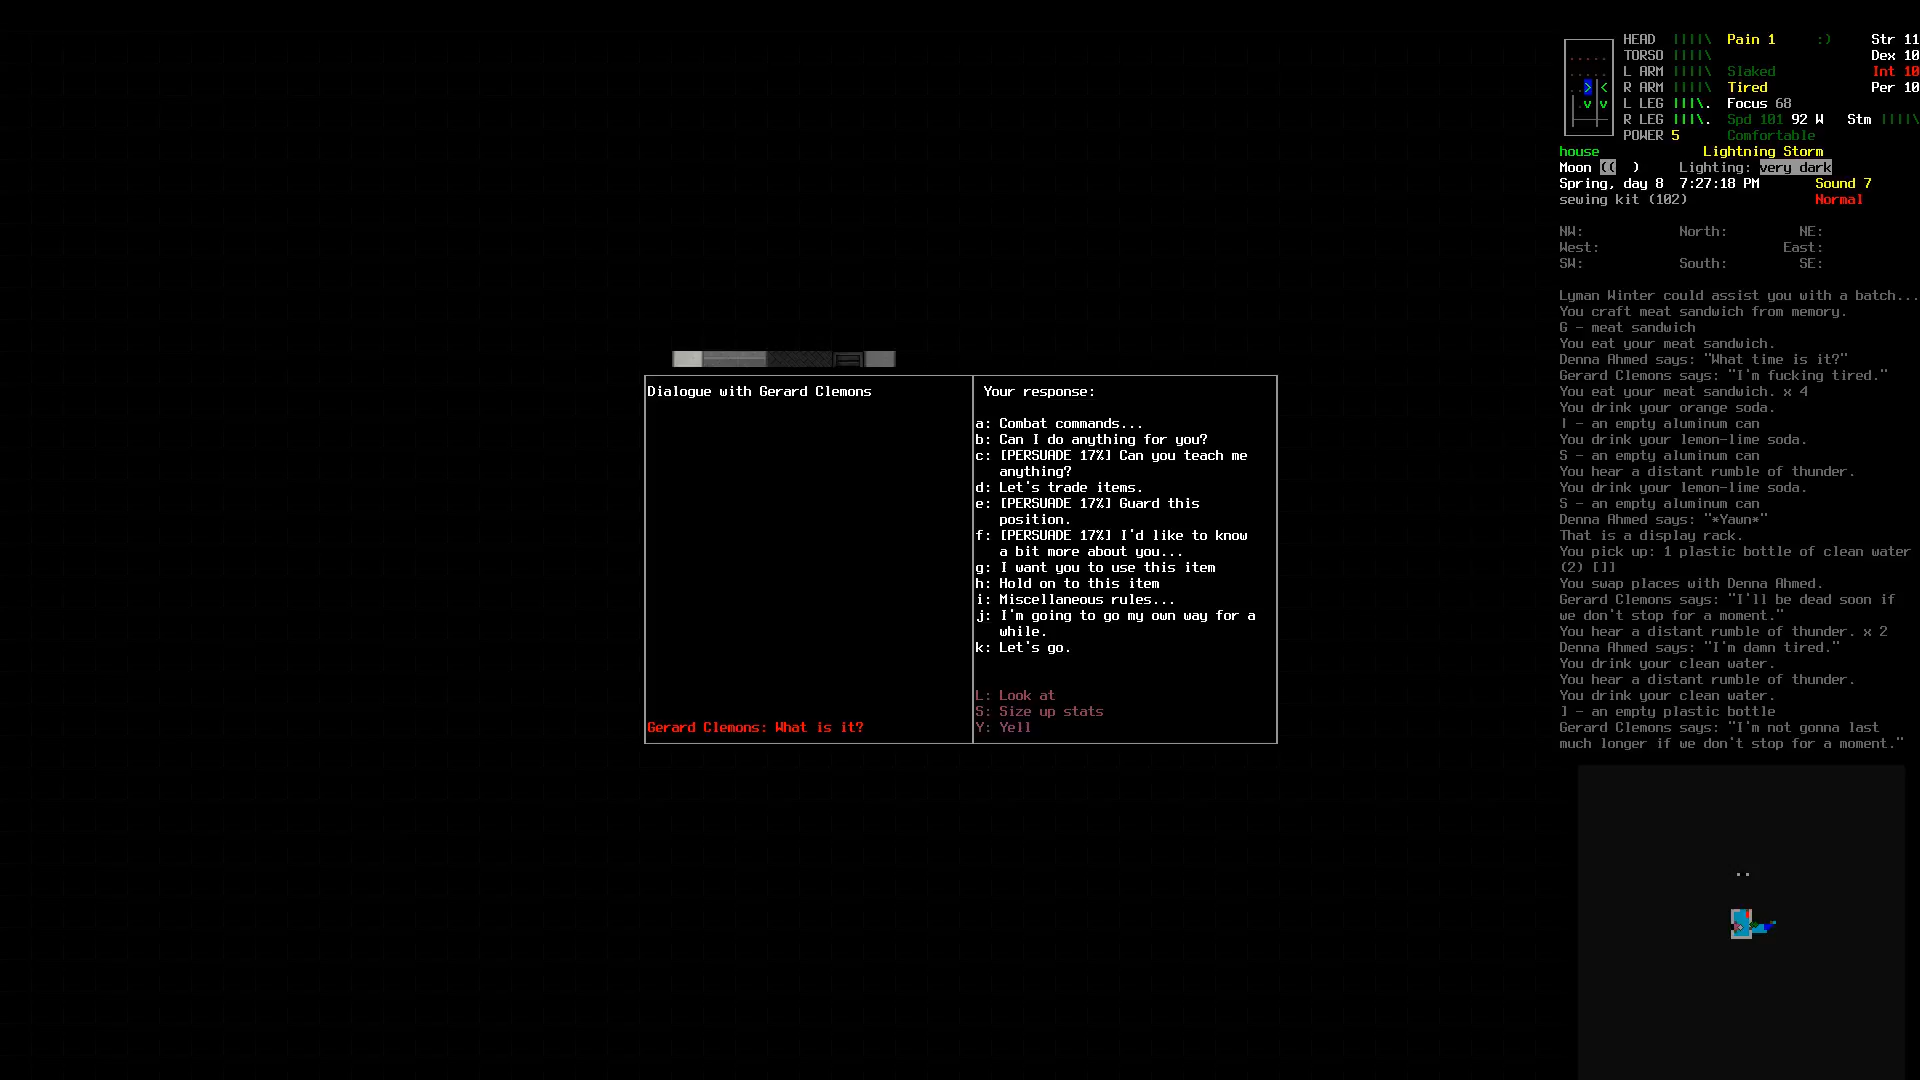 HEAD ||||\ Pain 1 :) Str 11
TORSO ||||\ Dex 10
L ARM ||||\ Slaked Int 10
R ARM ||||\ Tired Per 10
L LEG |||\. Focus 68
R LEG |||\. Spd 101 92 W Stm ||||\
POWER 5 Comfortable
house Lightning Storm
Moon (( ) Lighting: very dark
Spring, day 8 7:27:18 PM Sound 7
sewing kit (102) Normal
NW: North: NE:
West: East:
SW: South: SE:
Lyman Winter could assist you with a batch...
You craft meat sandwich from memory.
G - meat sandwich
You eat your meat sandwich.
Denna Ahmed says: "What time is it?"
Gerard Clemons says: "I'm fucking tired."
You eat your meat sandwich. x 4
You drink your orange soda.
I - an empty aluminum can
You drink your lemon-lime soda.
S - an empty aluminum can
You hear a distant rumble of thunder.
You drink your lemon-lime soda.
S - an empty aluminum can
Denna Ahmed says: "*Yawn*"
That is a display rack.
You pick up: 1 plastic bottle of clean water
(2) []]
You swap places with Denna Ahmed.
Gerard Clemons says: "I'll be dead soon if
we don't stop for a moment."
You hear a distant rumble of thunder. x 2
Denna Ahmed says: "I'm damn tired."
You drink your clean water.
You hear a distant rumble of thunder.
You drink your clean water.
] - an empty plastic bottle
Gerard Clemons says: "I'm not gonna last
much longer if we don't stop for a moment."
Dialogue with Gerard Clemons
Gerard Clemons: What is it?
Your response:
a: Combat commands...
b: Can I do anything for you?
c: [PERSUADE 17%] Can you teach me
anything?
d: Let's trade items.
e: [PERSUADE 17%] Guard this
position.
f: [PERSUADE 17%] I'd like to know
a bit more about you...
g: I want you to use this item
h: Hold on to this item
i: Miscellaneous rules...
j: I'm going to go my own way for a
while.
k: Let's go.
L: Look at
S: Size up stats
Y: Yell